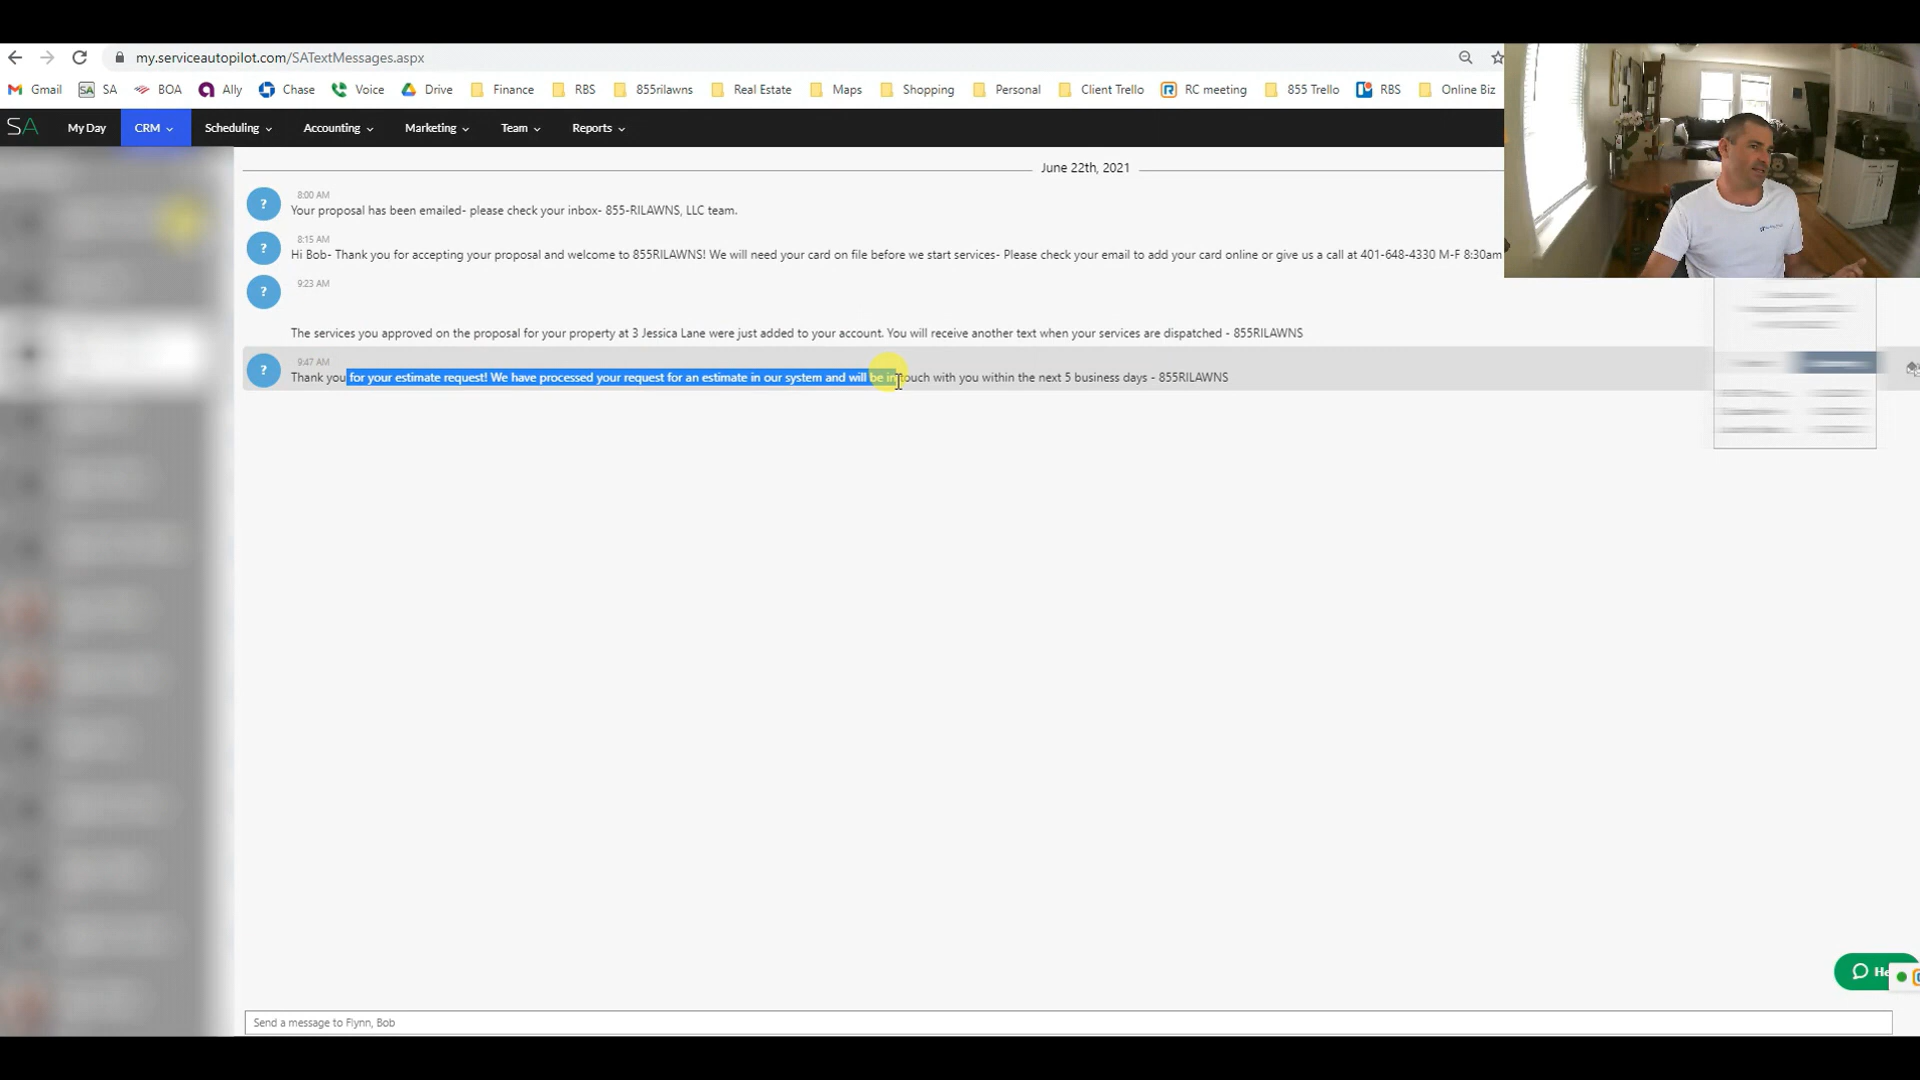 my.serviceautopilot.com/SATextMessages.aspx
Gmail SA BOA Ally Chase Voice Drive Finance RBS 855rilawns Real Estate Maps Shopping Personal Client Trello RC meeting 855 Trello RBS Online Biz
SA My Day CRM Scheduling Accounting Marketing Team Reports
June 22th, 2021
8:00 AM
? Your proposal has been emailed- please check your inbox- 855-RILAWNS, LLC team.
8:15 AM
? Hi Bob- Thank you for accepting your proposal and welcome to 855RILAWNS! We will need your card on file before we start services- Please check your email to add your card online or give us a call at 401-648-4330 M-F 8:30am
9:23 AM
?
The services you approved on the proposal for your property at 3 Jessica Lane were just added to your account. You will receive another text when your services are dispatched - 855RILAWNS
9:47 AM
? Thank you for your estimate request! We have processed your request for an estimate in our system and will be in touch with you within the next 5 business days - 855RILAWNS
He
Send a message to Flynn, Bob